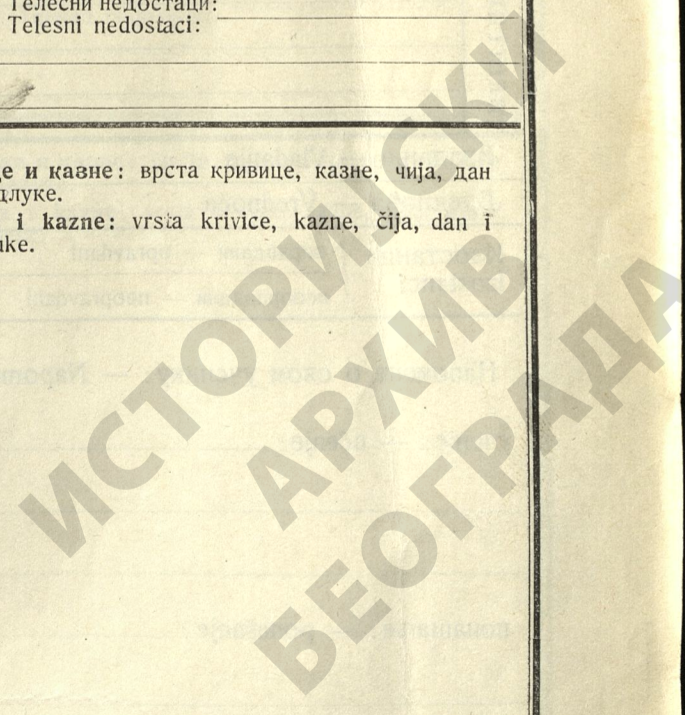 Телесни недостаци:
Telesni nedostaci:
е и казне: врста кривице, казне, чија, дан
длуке.
i kazne: vrsta krivice, kazne, čija, dan i
uke.
ИСТОРИЈСКИ
АРХИВ
БЕОГРАДА